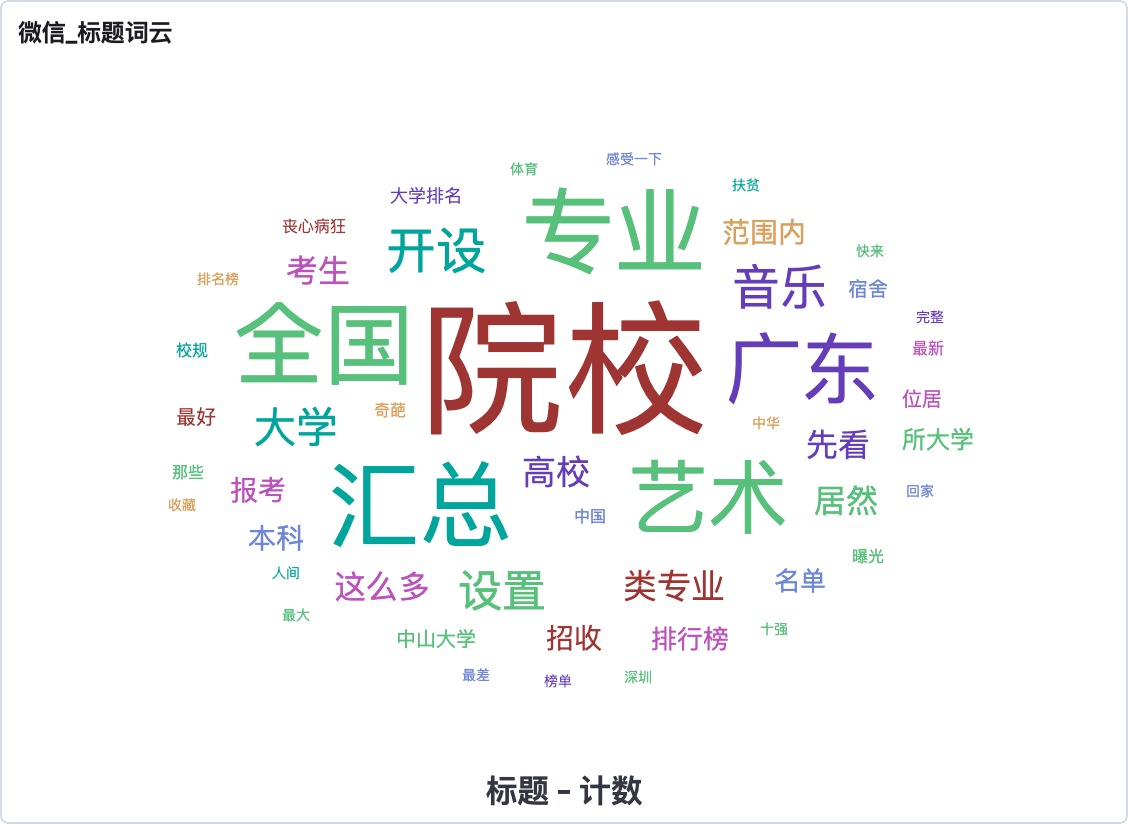 微信_标题词云
感受一下
体育
扶贫
大学排名
丧心病狂
专业
范围内
开设
快来
考生
排名榜
音乐
宿舍
完整
全国
院校
广东
校规
最新
位居
最好
大学
奇葩
中华
先看
所大学
那些
高校
报考
回家
收藏
汇总
艺术
居然
中国
本科
曝光
人间
这么多
设置
类专业
名单
最大
十强
中山大学
招收
排行榜
最差
榜单
深圳
标题 - 计数